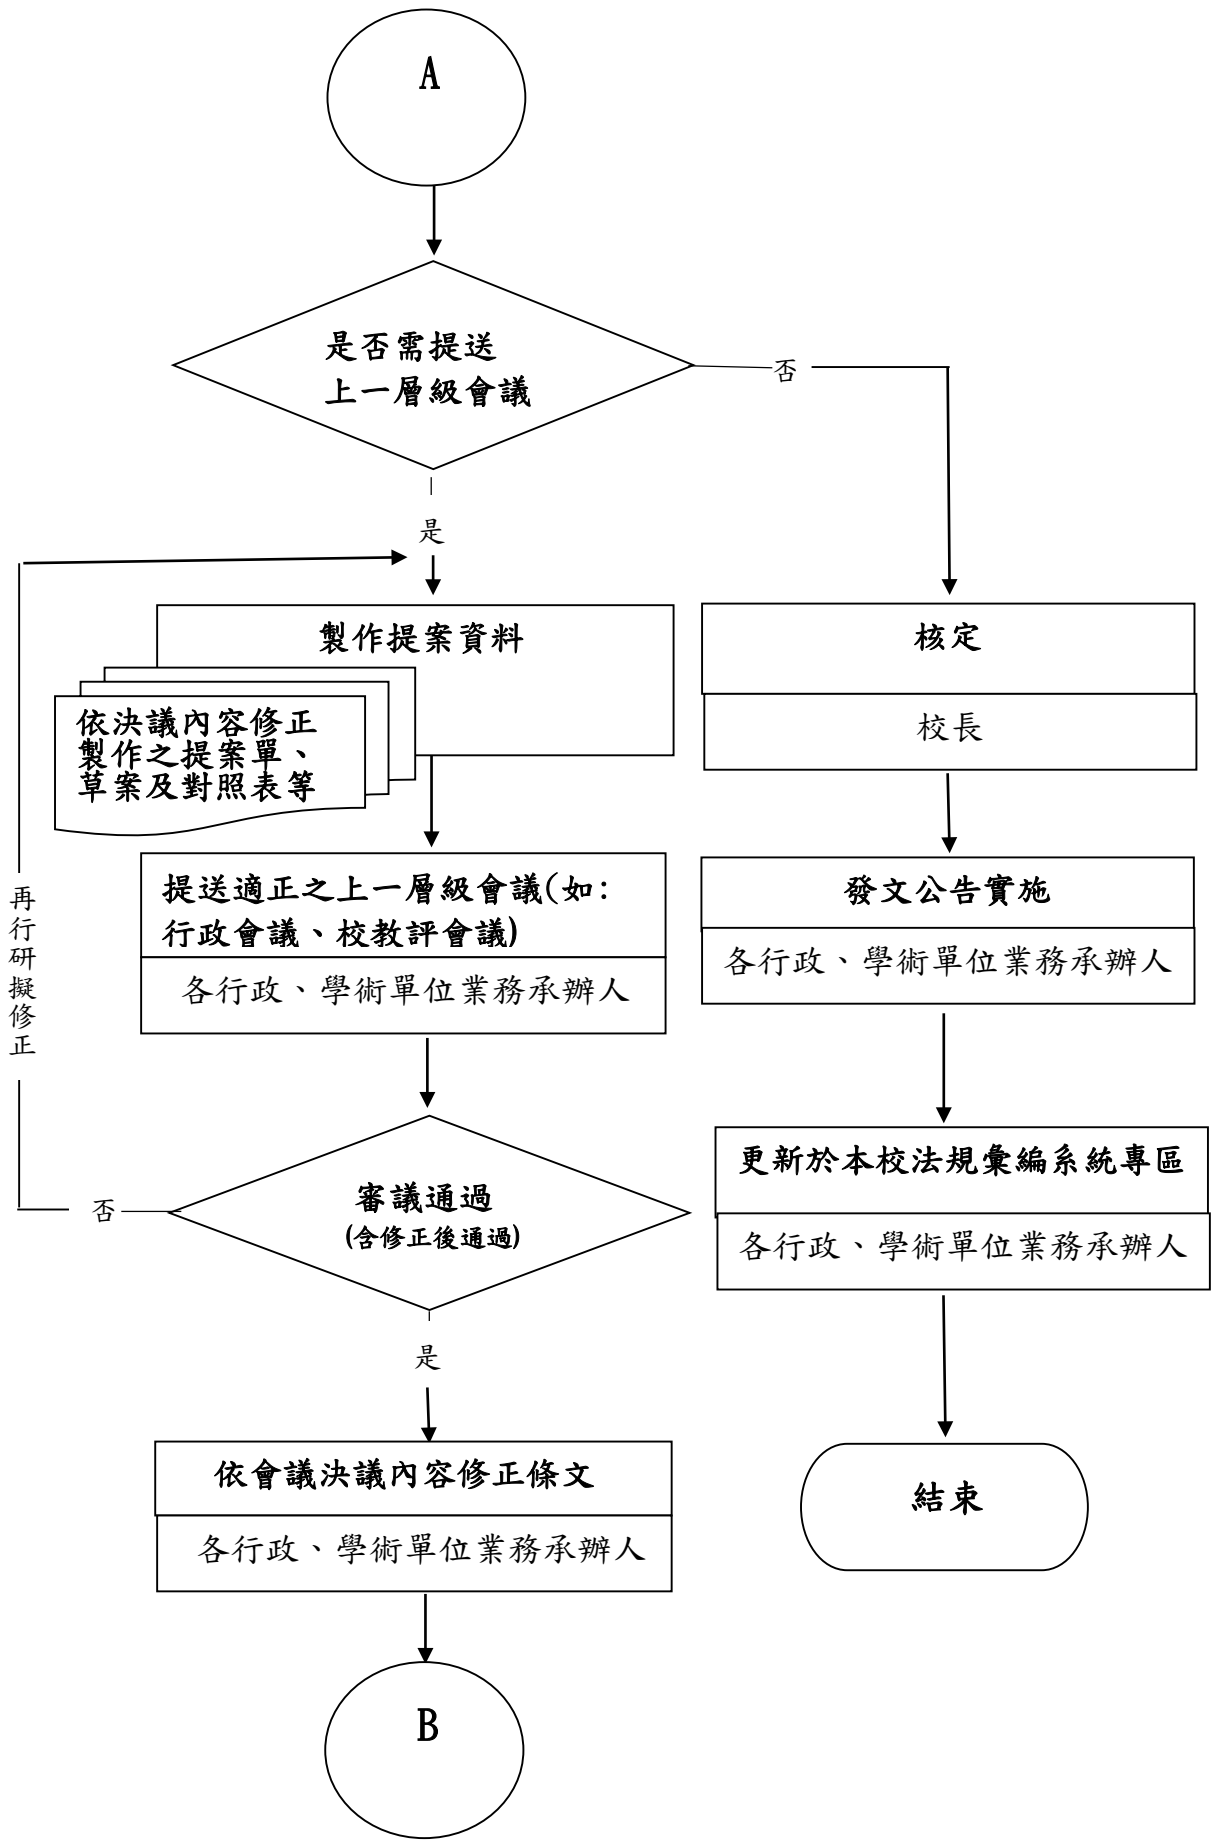 A
是否需提送
上一層級會議
否
是
製作提案資料
依決議內容修正
製作之提案單、
草案及對照表等
核定
校長
提送適正之上一層級會議(如:
行政會議、校教評會議)
各行政、學術單位業務承辦人
發文公告實施
各行政、學術單位業務承辦人
再行研擬修正
審議通過
(含修正後通過)
否
是
更新於本校法規彙編系統專區
各行政、學術單位業務承辦人
依會議決議內容修正條文
各行政、學術單位業務承辦人
結束
B